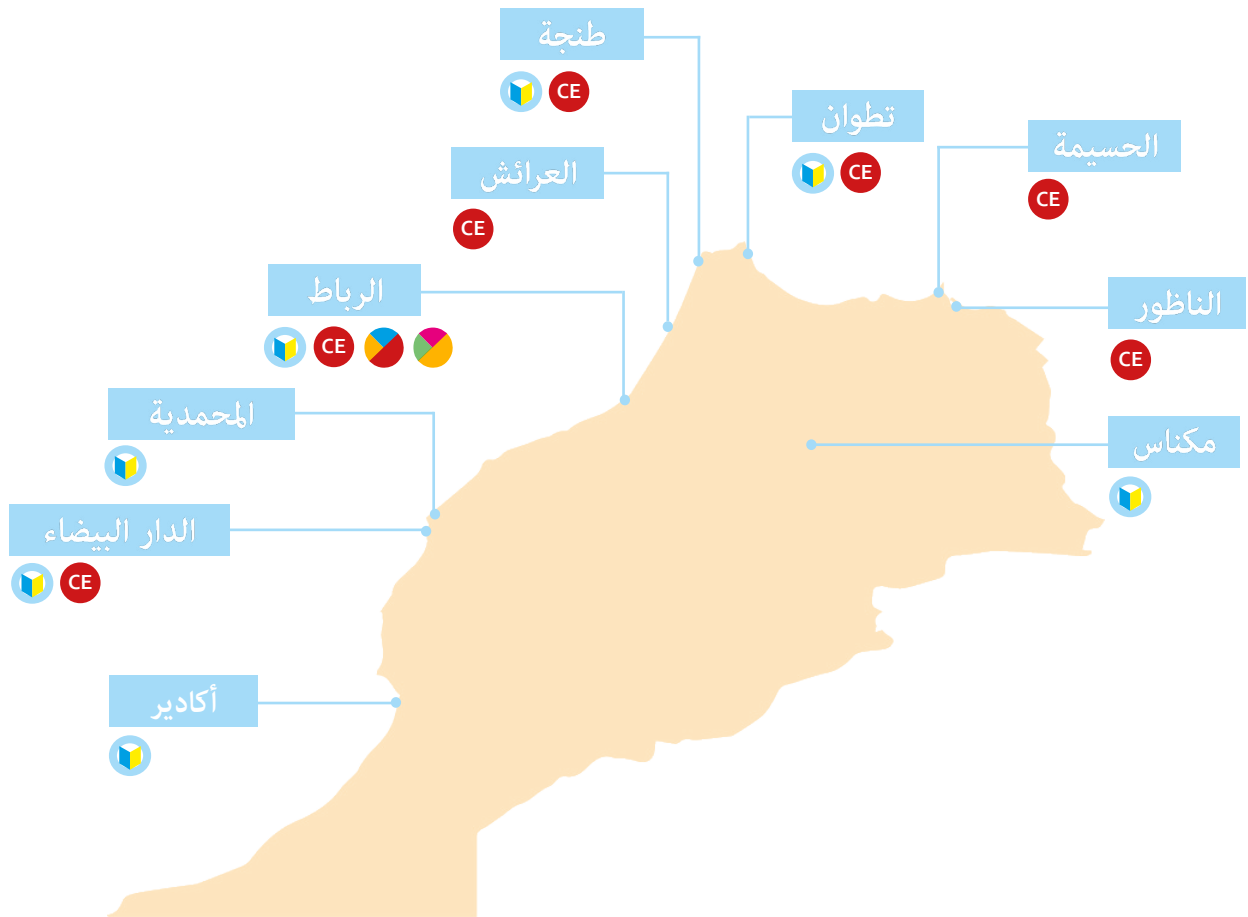 طنجة
CE
تطوان
CE
الحسيمة
CE
العرائش
CE
الرباط
CE
الناظور
CE
المحمدية
مكناس
الدار البيضاء
CE
أكادير